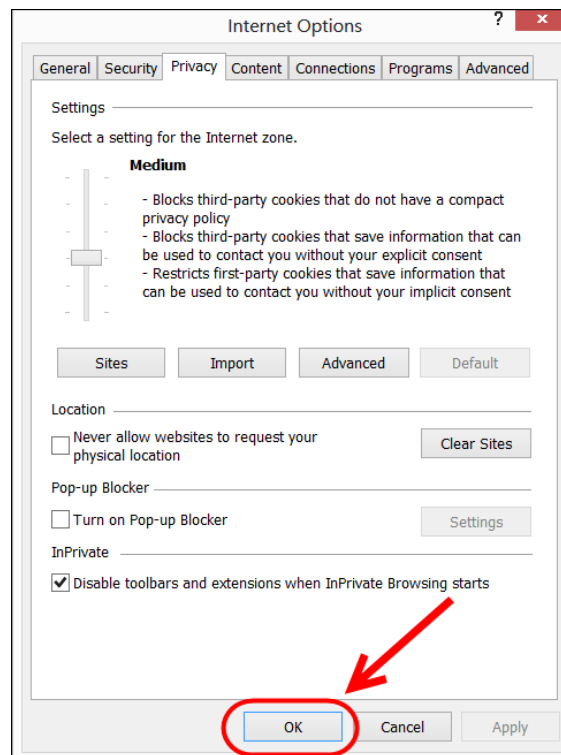 Internet Options
?
x
General Security Privacy Content Connections Programs Advanced
Settings
Select a setting for the Internet zone.
Medium
- Blocks third-party cookies that do not have a compact
privacy policy
- Blocks third-party cookies that save information that can
be used to contact you without your explicit consent
- Restricts first-party cookies that save information that
can be used to contact you without your implicit consent
Sites Import Advanced Default
Location
Never allow websites to request your
physical location
Clear Sites
Pop-up Blocker
Turn on Pop-up Blocker
Settings
InPrivate
Disable toolbars and extensions when InPrivate Browsing starts
OK Cancel Apply